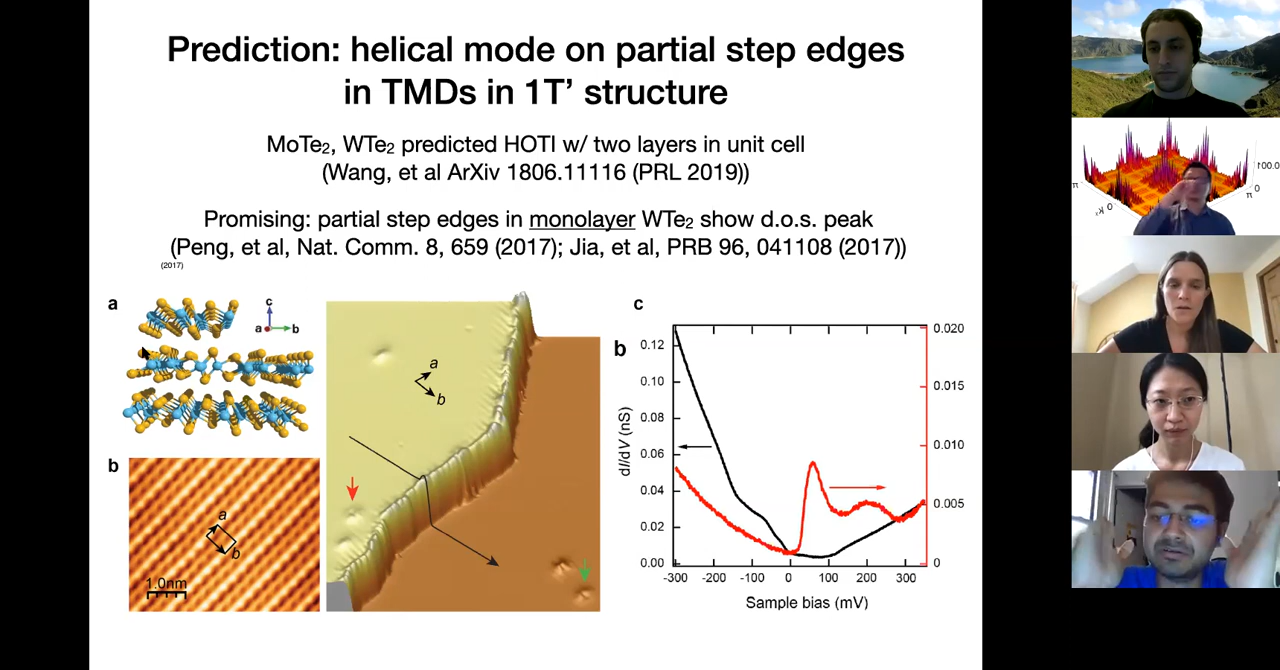 Prediction: helical mode on partial step edges
in TMDs in 1T’ structure
MoTe2, WTe2 predicted HOTI w/ two layers in unit cell
(Wang, et al ArXiv 1806.11116 (PRL 2019))
Promising: partial step edges in monolayer WTe2 show d.o.s. peak
(Peng, et al, Nat. Comm. 8, 659 (2017); Jia, et al, PRB 96, 041108 (2017))
(2017)
a
c
a
b
b
a
b
1.0nm
a
b
c
b
0.12
0.10
0.08
0.06
0.04
0.02
0.00
dI/dV (nS)
0.020
0.015
0.010
0.005
0
-300 -200 -100 0 100 200 300
Sample bias (mV)
100.0
π
0
π
0
k